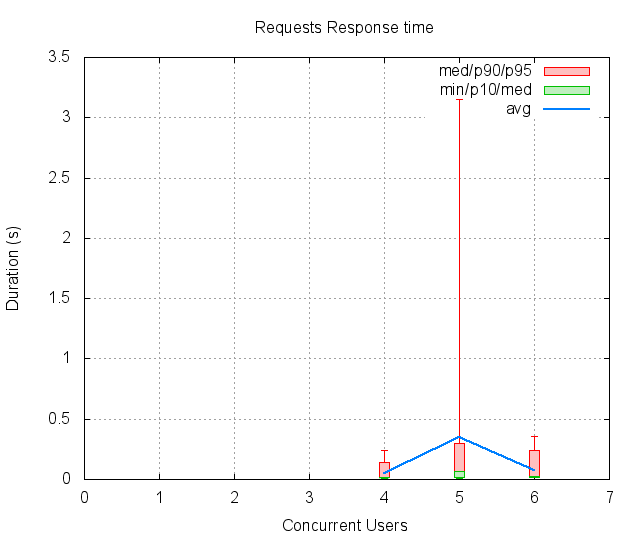 Requests Response time
3.5
3
2.5
2
1.5
1
0.5
0
Duration (s)
med/p90/p95
min/p10/med
avg
0 1 2 3 4 5 6 7
Concurrent Users